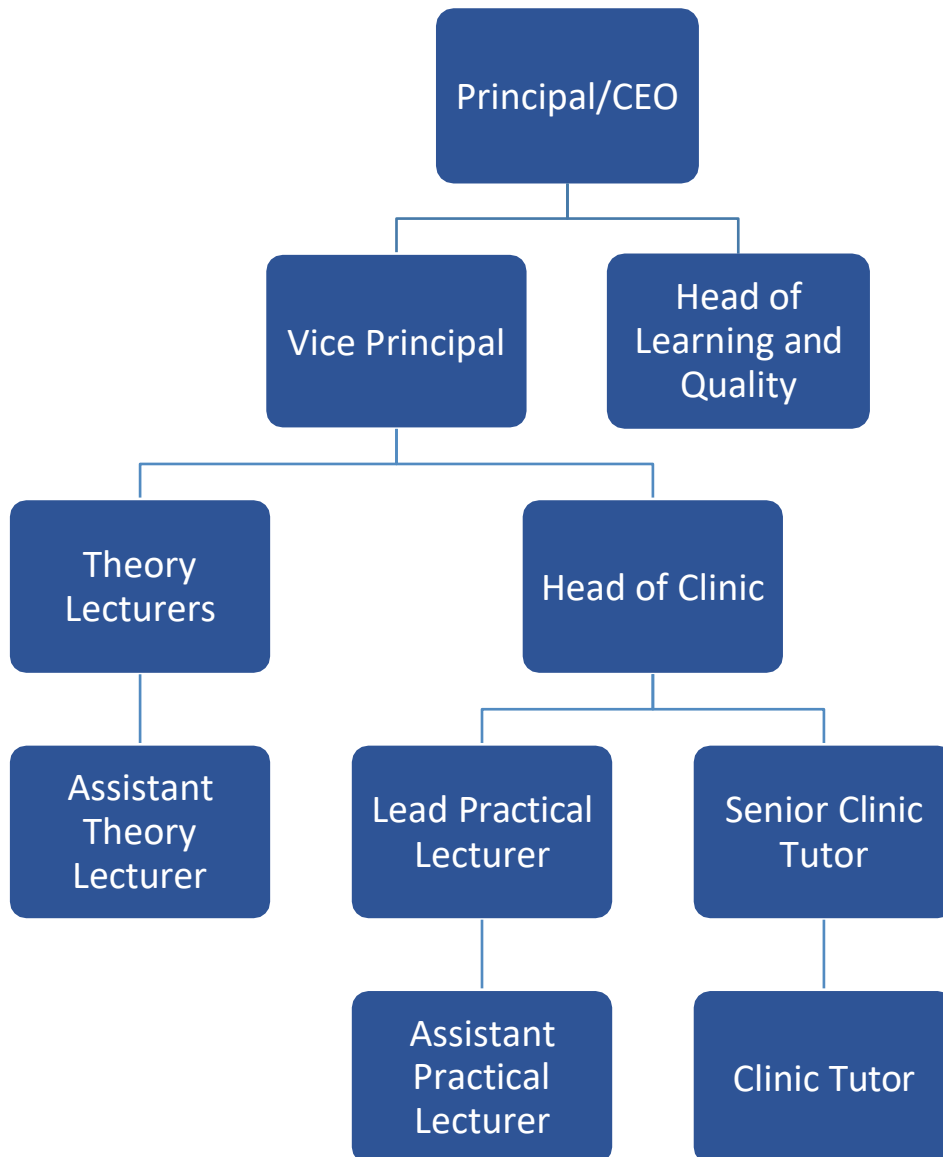 Principal/CEO
Vice Principal
Head of
Learning and
Quality
Theory
Lecturers
Head of Clinic
Assistant
Theory
Lecturer
Lead Practical
Lecturer
Senior Clinic
Tutor
Assistant
Practical
Lecturer
Clinic Tutor